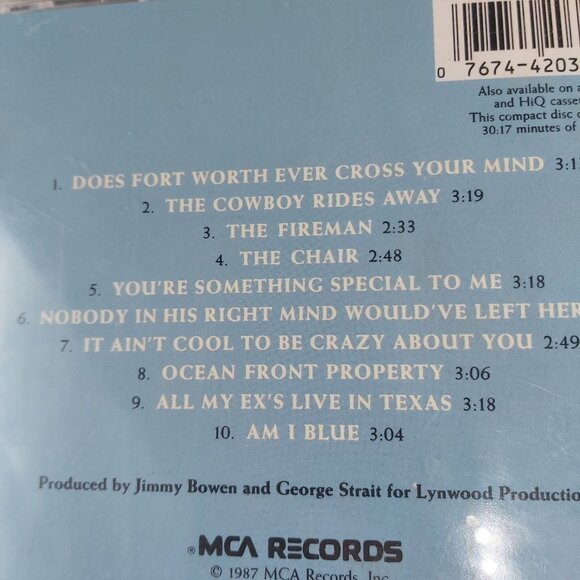 0 7674-4203
Also available on a
and HiQ casset
This compact disc
30:17 minutes of
1. DOES FORT WORTH EVER CROSS YOUR MIND
2. THE COWBOY RIDES AWAY 3:19
3. THE FIREMAN 2:33
4. THE CHAIR 2:48
5. YOU'RE SOMETHING SPECIAL TO ME 3:18
6. NOBODY IN HIS RIGHT MIND WOULD'VE LEFT HER
7. IT AIN'T COOL TO BE CRAZY ABOUT YOU 2:49
8. OCEAN FRONT PROPERTY 3:06
9. ALL MY EX'S LIVE IN TEXAS 3:18
10. AM I BLUE 3:04
Produced by Jimmy Bowen and George Strait for Lynwood Production
®MCA RECORDS
© 1987 MCA Records, Inc.